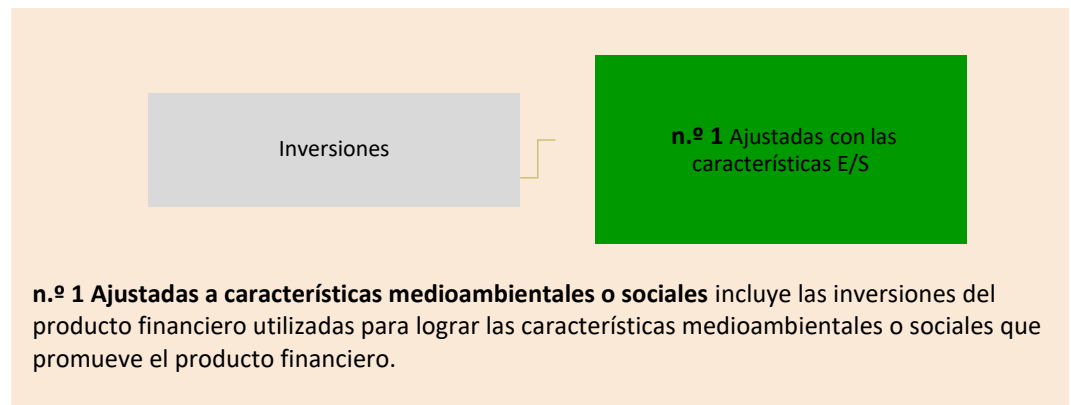 Inversiones
n.º 1 Ajustadas con las
características E/S
n.º 1 Ajustadas a características medioambientales o sociales incluye las inversiones del
producto financiero utilizadas para lograr las características medioambientales o sociales que
promueve el producto financiero.